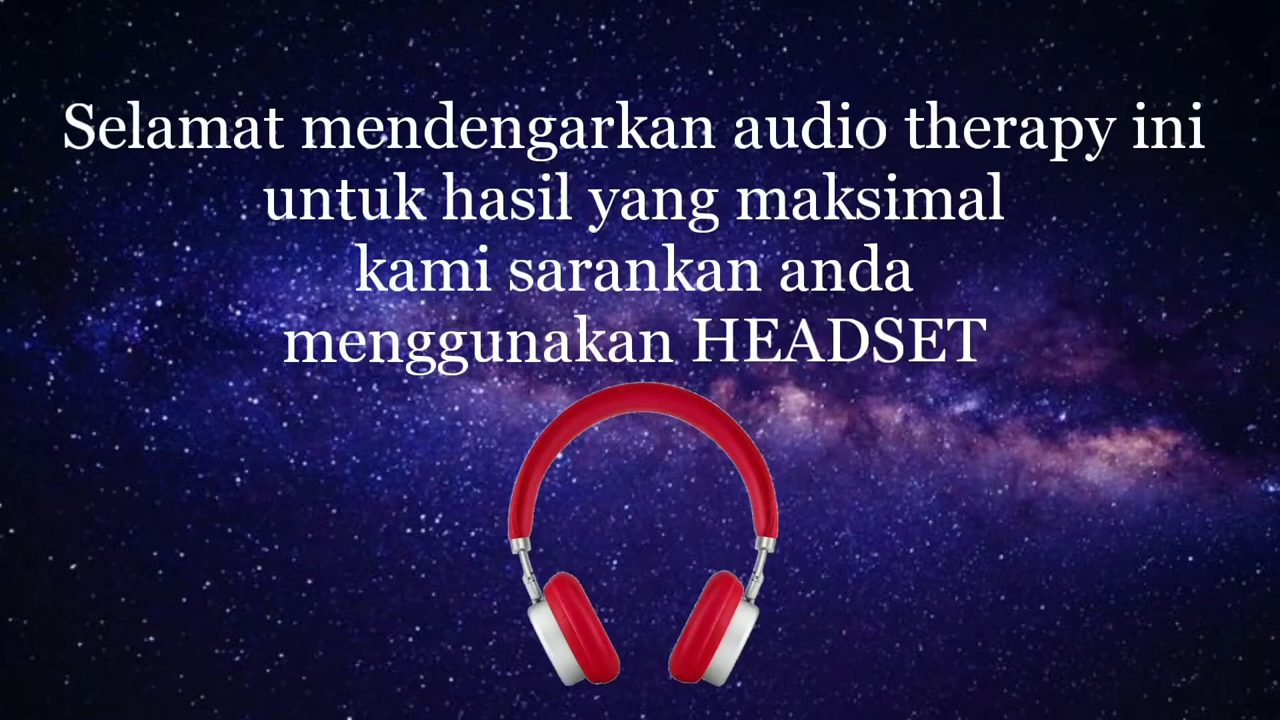 Selamat mendengarkan audio therapy ini
untuk hasil yang maksimal
kami sarankan anda
menggunakan HEADSET